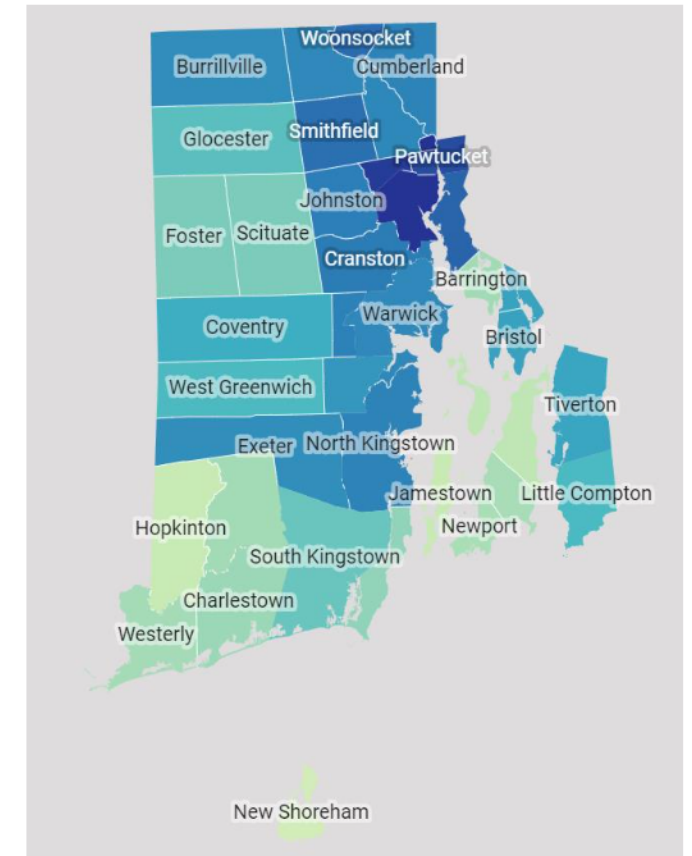 Woonsocket
Burrillville
Cumberland
Smithfield
Glocester
Pawtucket
Johnston
Foster
Scituate
Cranston
Barrington
Warwick
Coventry
Bristol
West Greenwich
Tiverton
Exeter
North Kingstown
Jamestown
Little Compton
Hopkinton
Newport
South Kingstown
Charlestown
Westerly
New Shoreham